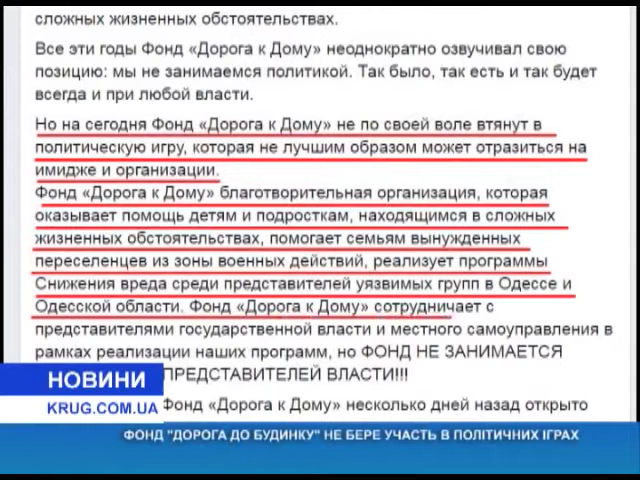 сложных жизненных обстоятельствах.
Все эти годы Фонд «Дорога к Дому» неоднократно озвучивал свою
позицию: мы не занимаемся политикой. Так было, так есть и так будет
всегда и при любой власти.
Но на сегодня Фонд «Дорога к Дому» не по своей воле втянут в
политическую игру, которая не лучшим образом может отразиться на
имидже и организации.
Фонд «Дорога к Дому» благотворительная организация, которая
оказывает помощь детям и подросткам, находящимся в сложных
жизненных обстоятельствах, помогает семьям вынужденных
переселенцев из зоны военных действий, реализует программы
Снижения вреда среди представителей уязвимых групп в Одессе и
Одесской области. Фонд «Дорога к Дому» сотрудничает с
представителями государственной власти и местного самоуправления в
рамках реализации наших программ, но ФОНД НЕ ЗАНИМАЕТСЯ
ПРЕДСТАВИТЕЛЕЙ ВЛАСТИ!!!
Фонд «Дорога к Дому» несколько дней назад открыто
НОВИНИ
KRUG.COM.UA
ФОНД "ДОРОГА ДО БУДИНКУ" НЕ БЕРЕ УЧАСТЬ В ПОЛІТИЧНИХ ІГРАХ